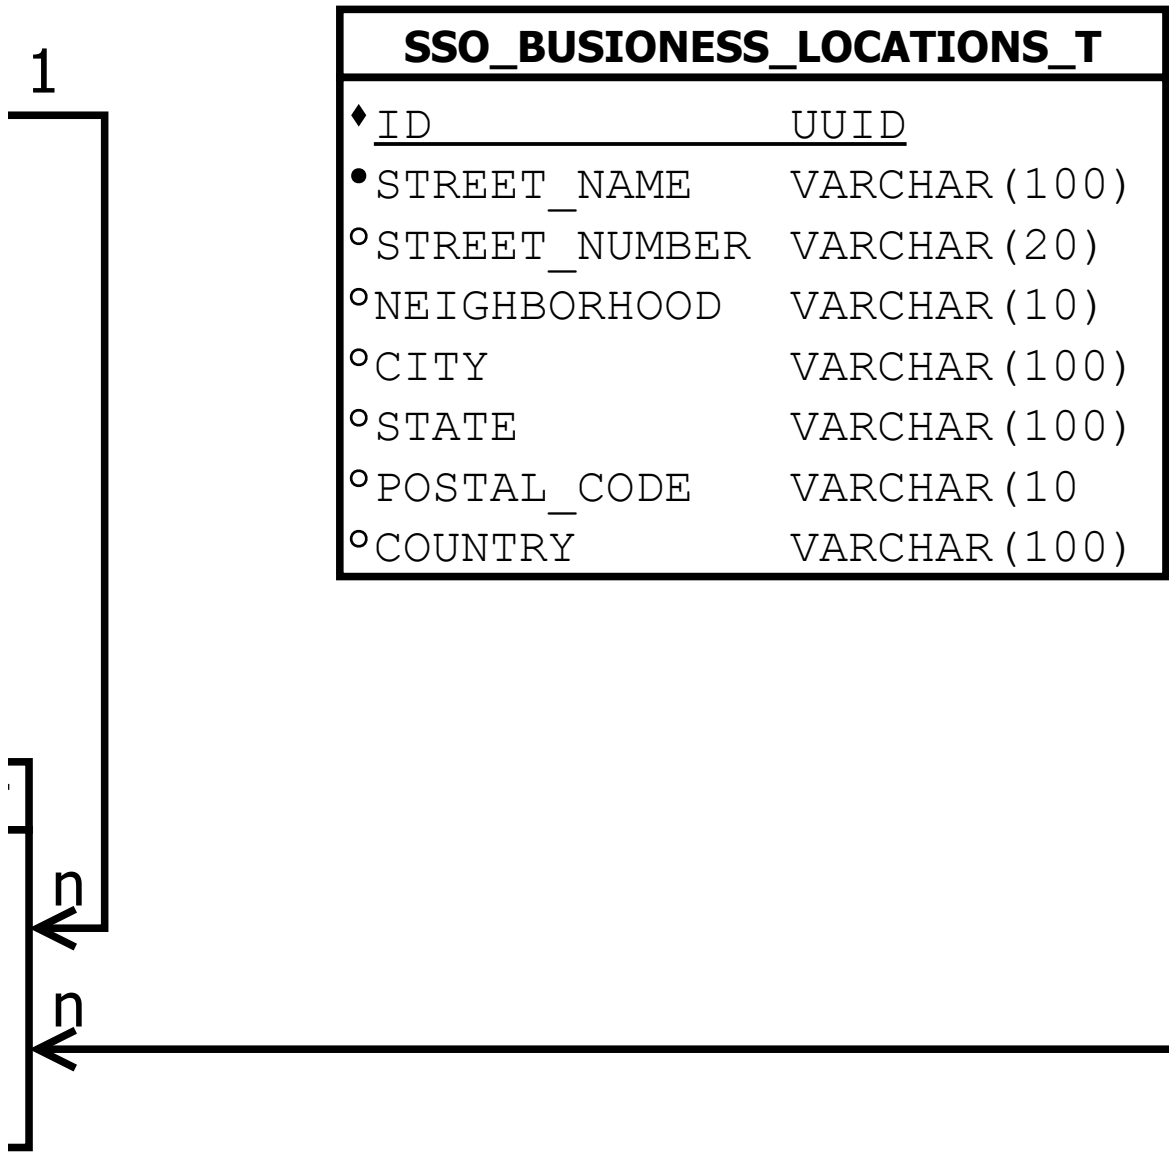 1
SSO_BUSIONESS_LOCATIONS_T
ID UUID
STREET_NAME VARCHAR(100)
STREET_NUMBER VARCHAR(20)
NEIGHBORHOOD VARCHAR(10)
CITY VARCHAR(100)
STATE VARCHAR(100)
POSTAL_CODE VARCHAR(10
COUNTRY VARCHAR(100)
n
n